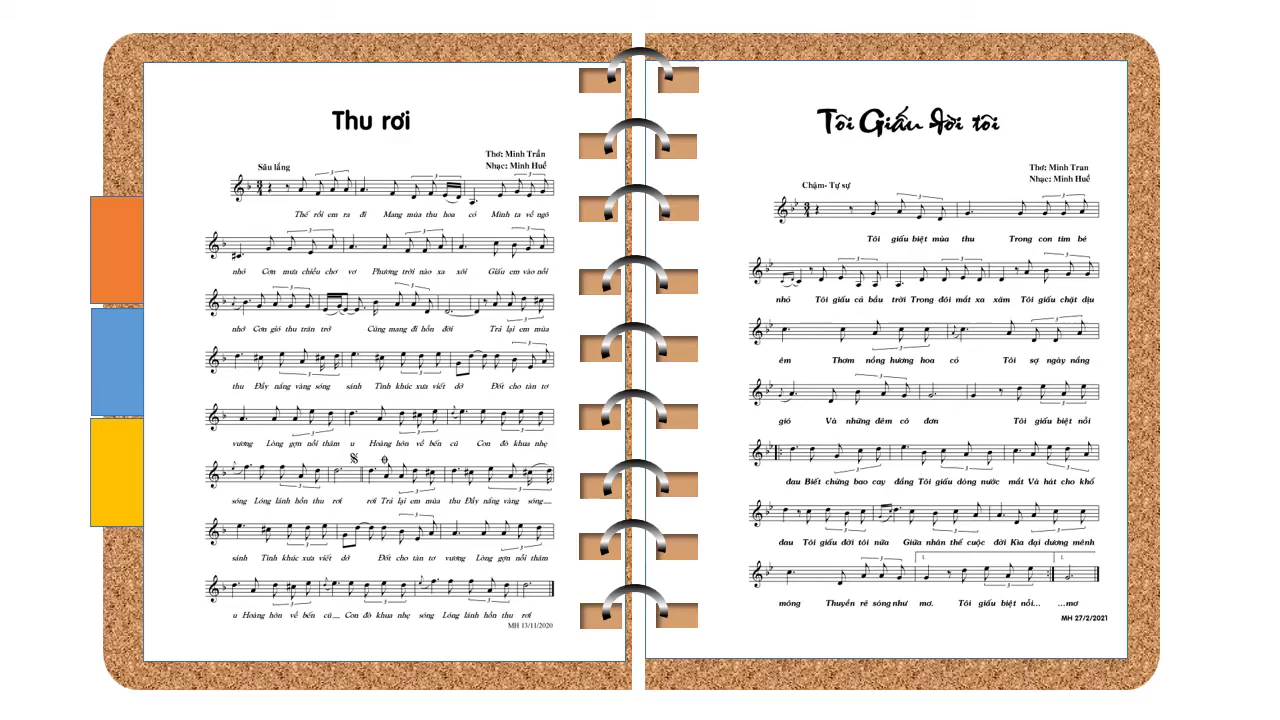 Thu rơi
Thơ: Minh Trần
Sâu lắng
Nhạc: Minh Huế
Thế rồi em ra đi Mang mùa thu hoa cỏ Mình ta về ngõ
nhỏ Cơn mưa chiều chơ vơ Phương trời nào xa xôi Giấu em vào nỗi
nhớ Cơn gió thu trăn trở Cũng mang đi hồn đời Trả lại em mùa
thu Đầy nắng vàng sóng sánh Tình khúc xưa viết dở Đốt cho tàn tơ
vương Lòng gợn nỗi thầm u Hoàng hôn về bến cũ Con đò khua nhẹ
sóng Lóng lánh hồn thu rơi rơi Trả lại em mùa thu Đầy nắng vàng sóng
sánh Tình khúc xưa viết dở Đốt cho tàn tơ vương Lòng gợn nỗi thầm
u Hoàng hôn về bến cũ Con đò khua nhẹ sóng Lóng lánh hồn thu rơi
MH 13/11/2020
Tôi Giấu đời tôi
Thơ: Minh Tran
Nhạc: Minh Huế
Chậm- Tự sự
Tôi giấu biệt mùa thu Trong con tim bé
nhỏ Tôi giấu cả bầu trời Trong đôi mắt xa xăm Tôi giấu chặt dịu
êm Thơm nồng hương hoa cỏ Tôi sợ ngày nắng
gió Và những đêm cô đơn Tôi giấu biệt nỗi
đau Biết chừng bao cay đắng Tôi giấu dòng nước mắt Và hát cho khổ
đau Tôi giấu đời tôi nữa Giữa nhân thế cuộc đời Kìa đại dương mênh
mông Thuyền rẽ sóng như mơ. Tôi giấu biệt nỗi... ...mơ
MH 27/2/2021